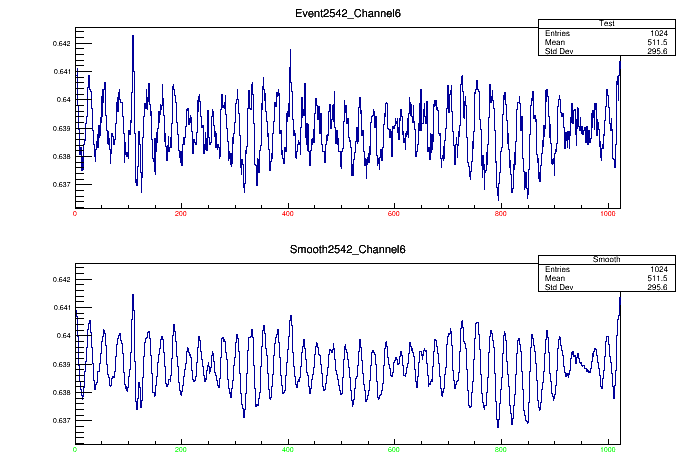 Event2542_Channel6
Test
Entries 1024
Mean 511.5
Std Dev 295.6
0.642
0.641
0.64
0.639
0.638
0.637
0 200 400 600 800 1000
Smooth2542_Channel6
Smooth
Entries 1024
Mean 511.5
Std Dev 295.6
0.642
0.641
0.64
0.639
0.638
0.637
0 200 400 600 800 1000